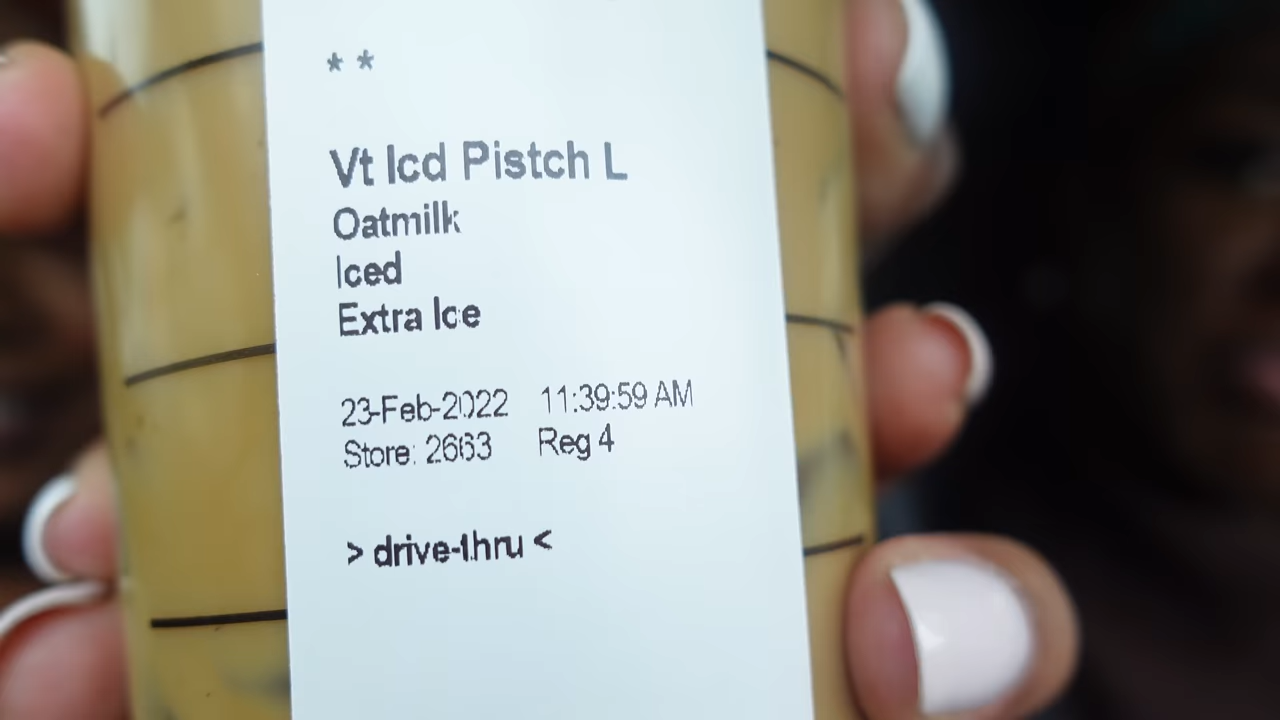 * *
Vt Icd Pistch L
Oatmilk
Iced
Extra Ice
23-Feb-2022 11:39:59 AM
Store: 2663 Reg 4
> drive-thru <